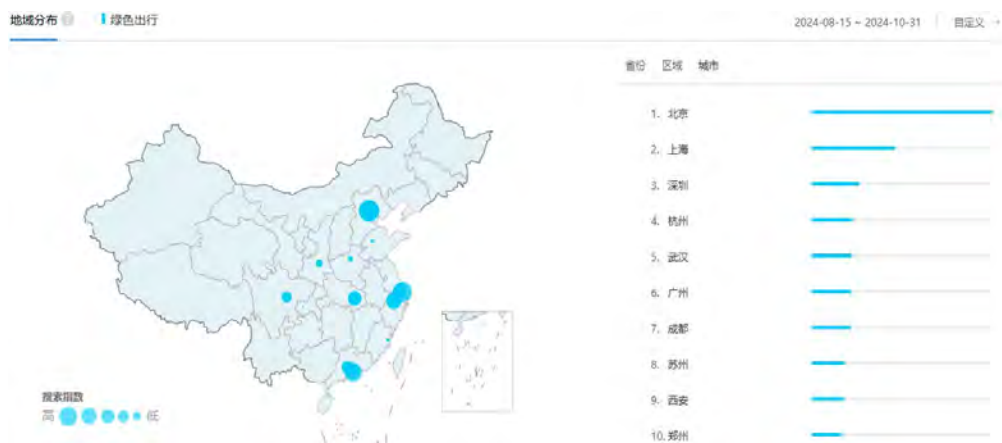 地域分布 ? 绿色出行
2024-08-15 ~ 2024-10-31 自定义
省份 区域 城市
1. 北京
2. 上海
3. 深圳
4. 杭州
5. 武汉
6. 广州
7. 成都
8. 苏州
9. 西安
10. 郑州
搜索指数
高 低